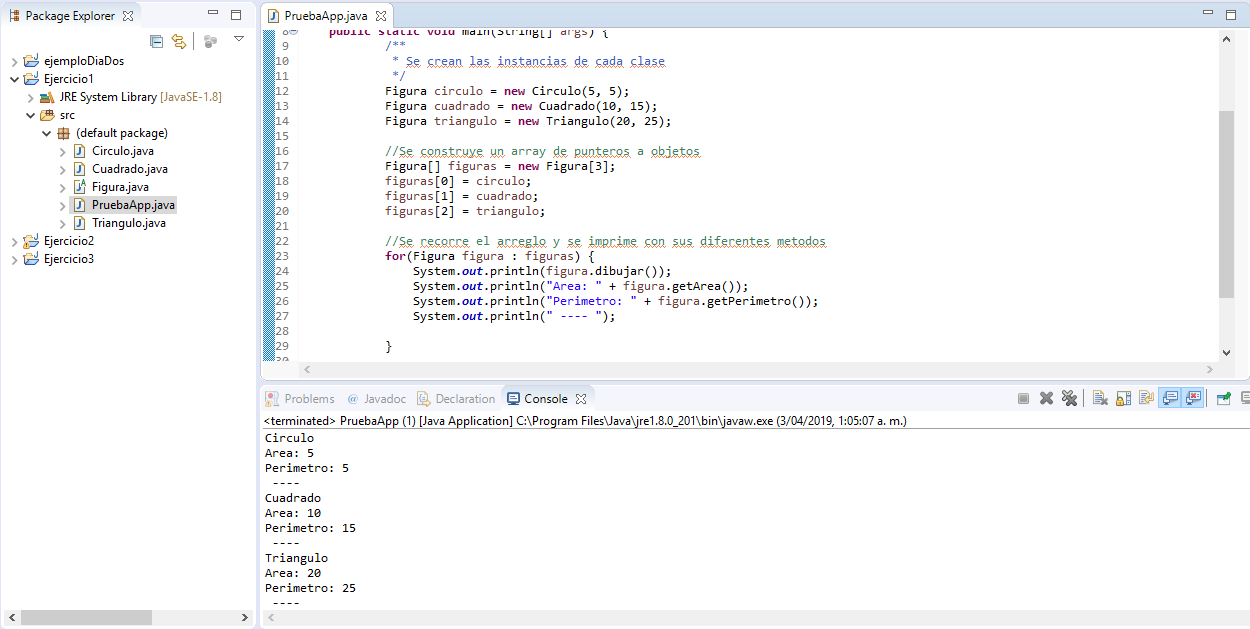 Package Explorer
ejemploDiaDos
Ejercicio1
JRE System Library [JavaSE-1.8]
src
(default package)
Circulo.java
Cuadrado.java
Figura.java
PruebaApp.java
Triangulo.java
Ejercicio2
Ejercicio3
PruebaApp.java
8 public static void main(String[] args) {
9 /**
10 * Se crean las instancias de cada clase
11 */
12 Figura circulo = new Circulo(5, 5);
13 Figura cuadrado = new Cuadrado(10, 15);
14 Figura triangulo = new Triangulo(20, 25);
15
16 //Se construye un array de punteros a objetos
17 Figura[] figuras = new Figura[3];
18 figuras[0] = circulo;
19 figuras[1] = cuadrado;
20 figuras[2] = triangulo;
21
22 //Se recorre el arreglo y se imprime con sus diferentes metodos
23 for(Figura figura : figuras) {
24 System.out.println(figura.dibujar());
25 System.out.println("Area: " + figura.getArea());
26 System.out.println("Perimetro: " + figura.getPerimetro());
27 System.out.println(" ---- ");
28
29 }
30
Problems @ Javadoc Declaration Console
<terminated> PruebaApp (1) [Java Application] C:\Program Files\Java\jre1.8.0_201\bin\javaw.exe (3/04/2019, 1:05:07 a. m.)
Circulo
Area: 5
Perimetro: 5
----
Cuadrado
Area: 10
Perimetro: 15
----
Triangulo
Area: 20
Perimetro: 25
----